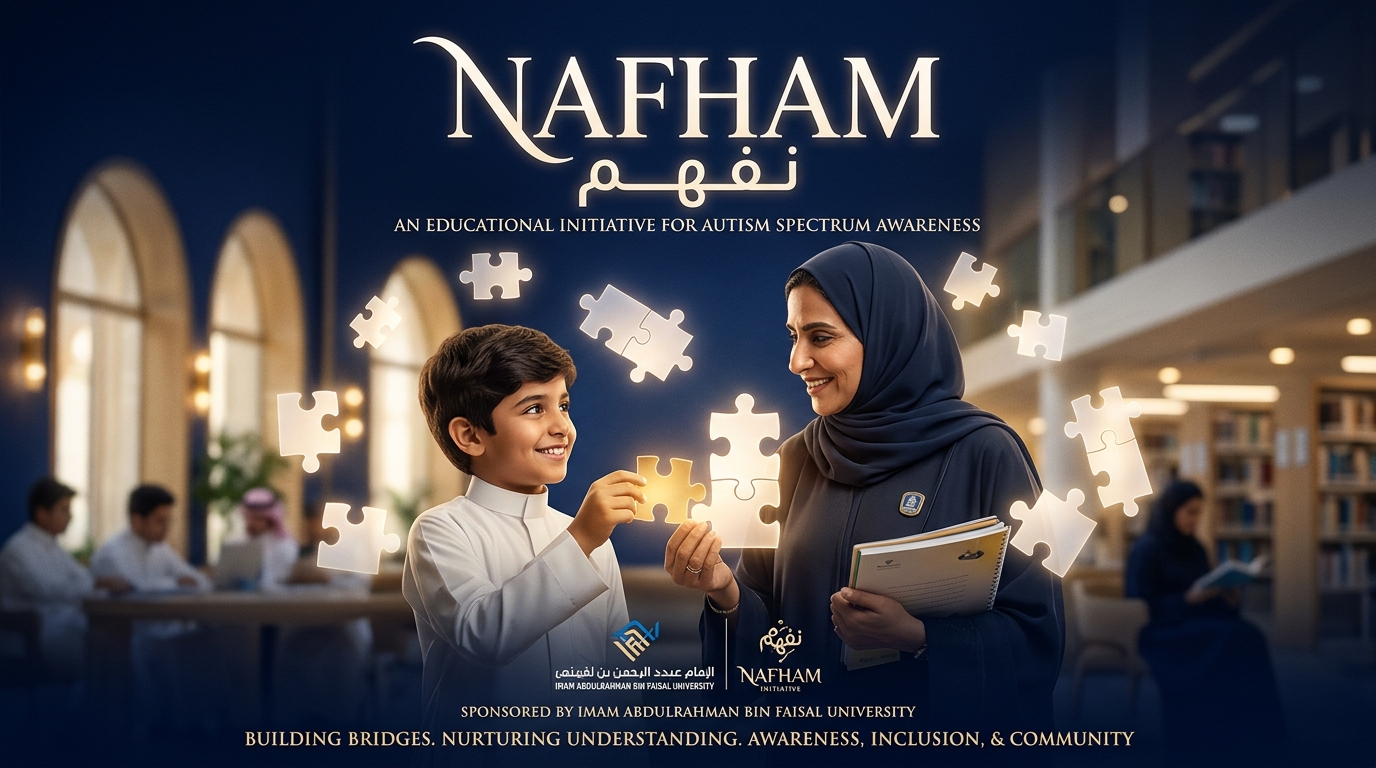 NAFHAM
نفهم
AN EDUCATIONAL INITIATIVE FOR AUTISM SPECTRUM AWARENESS
الإمام عبدد الرحمن بن
IMAM ABDULRAHMAN BIN FAISAL UNIVERSITY
نفهم
NAFHAM
INITIATIVE
SPONSORED BY IMAM ABDULRAHMAN BIN FAISAL UNIVERSITY
BUILDING BRIDGES. NURTURING UNDERSTANDING. AWARENESS, INCLUSION, & COMMUNITY